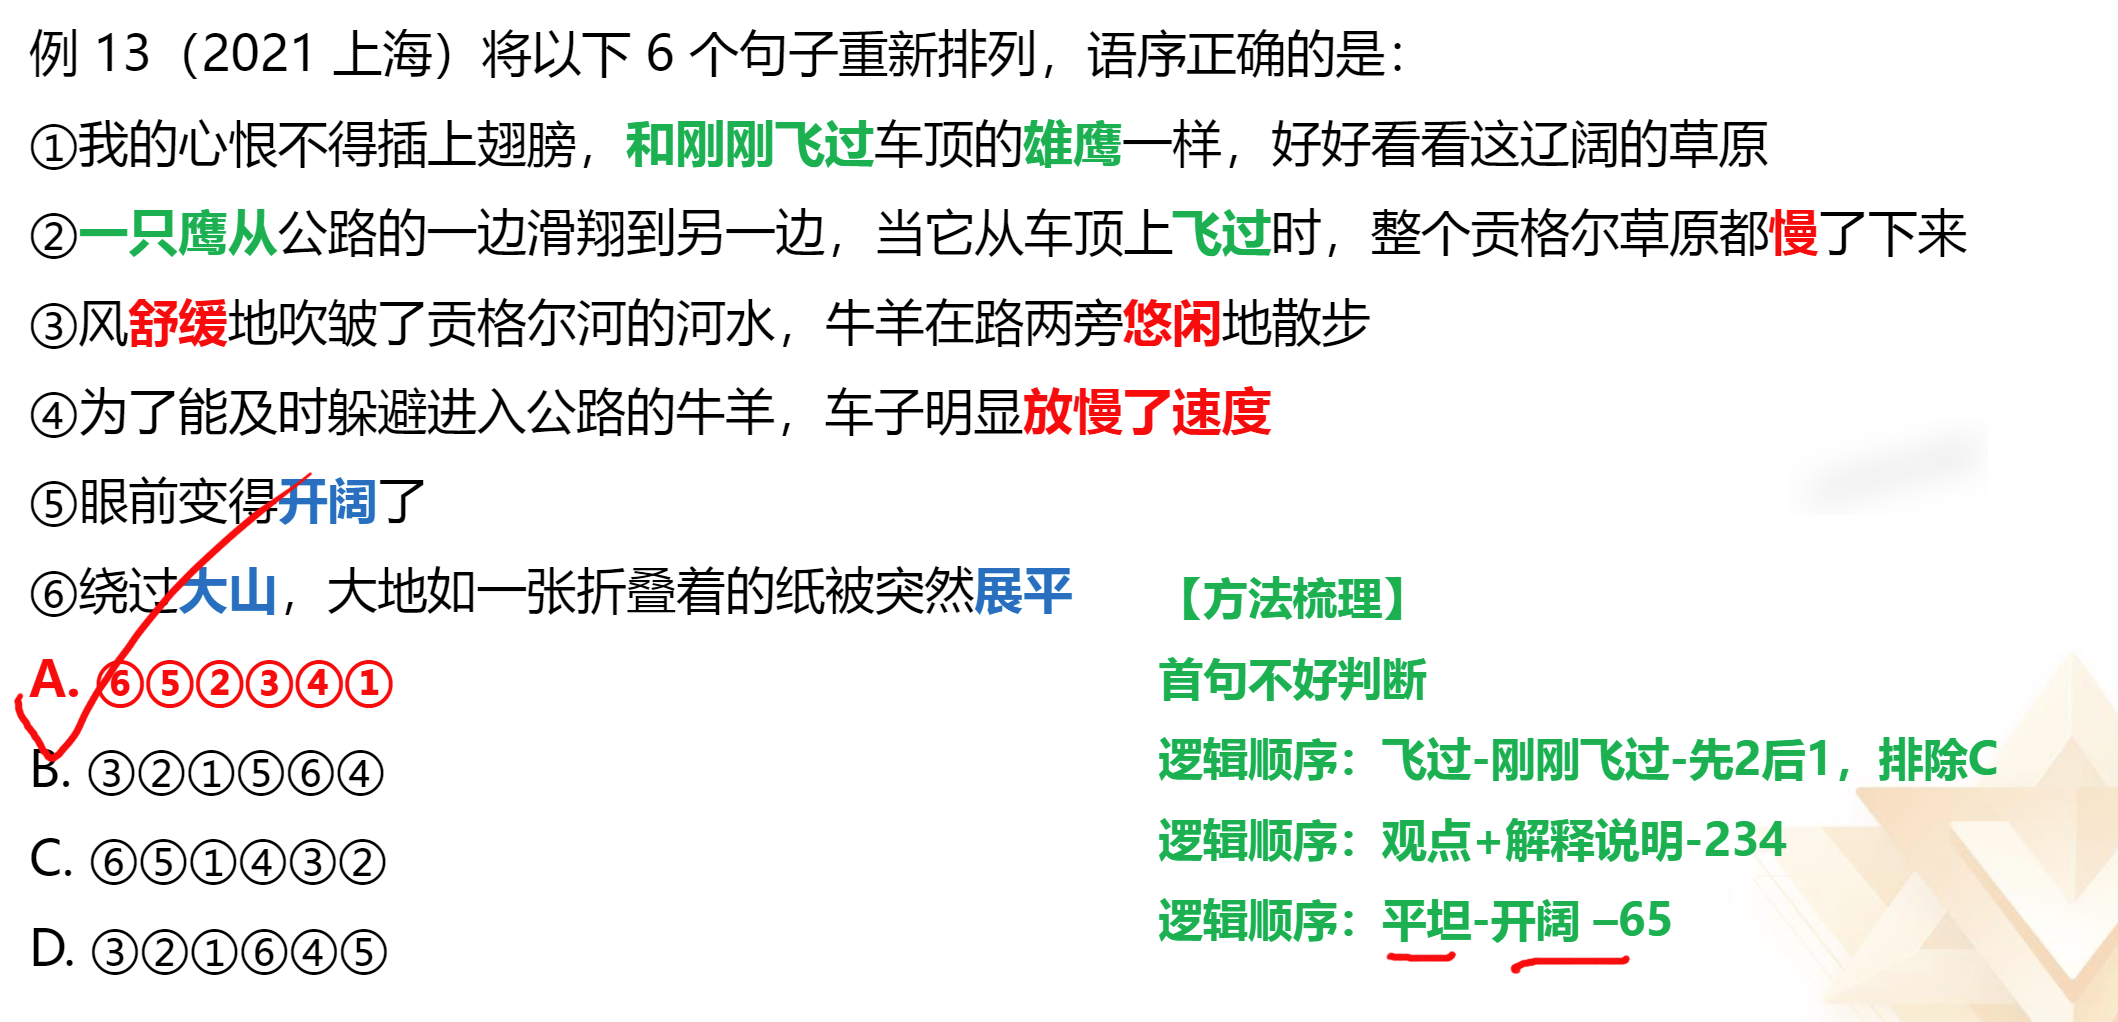 例 13（2021 上海）将以下 6 个句子重新排列，语序正确的是：
①我的心恨不得插上翅膀，和刚刚飞过车顶的雄鹰一样，好好看看这辽阔的草原
②一只鹰从公路的一边滑翔到另一边，当它从车顶上飞过时，整个贡格尔草原都慢了下来
③风舒缓地吹皱了贡格尔河的河水，牛羊在路两旁悠闲地散步
④为了能及时躲避进入公路的牛羊，车子明显放慢了速度
⑤眼前变得开阔了
⑥绕过大山，大地如一张折叠着的纸被突然展平
A. ⑥⑤②③④①
B. ③②①⑤⑥④
C. ⑥⑤①④③②
D. ③②①⑥④⑤
【方法梳理】
首句不好判断
逻辑顺序：飞过-刚刚飞过-先2后1，排除C
逻辑顺序：观点+解释说明-234
逻辑顺序：平坦-开阔 –65